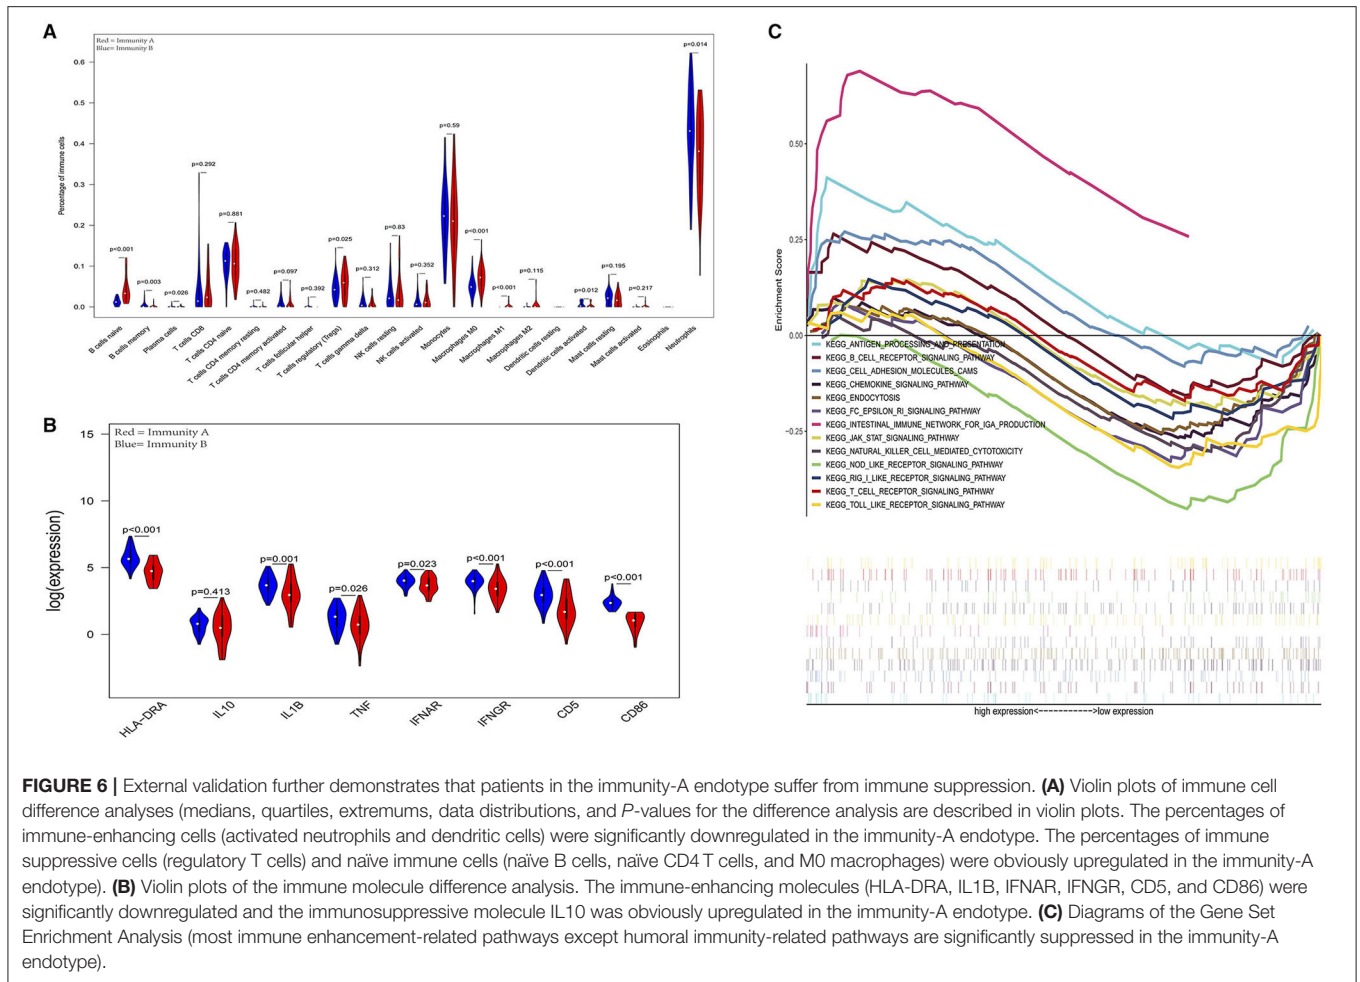 A
Red = Immunity A
Blue= Immunity B
Percentage of immune cells
0.6
0.5
0.4
0.3
0.2
0.1
0.0
p=0.001
p=0.003
p=0.026
p=0.292
p=0.881
p=0.482
p=0.097
p=0.392
p=0.025
p=0.312
p=0.83
p=0.352
p=0.59
p=0.001
p=0.001
p=0.115
p=0.012
p=0.195
p=0.217
p=0.014
B cells naive
B cells memory
Plasma cells
T cells CD8
T cells CD4 naive
T cells CD4 memory resting
T cells CD4 memory activated
T cells follicular helper
T cells regulatory (Tregs)
T cells gamma delta
NK cells resting
NK cells activated
Monocytes
Macrophages M0
Macrophages M1
Macrophages M2
Dendritic cells resting
Dendritic cells activated
Mast cells resting
Mast cells activated
Eosinophils
Neutrophils
B
Red = Immunity A
Blue= Immunity B
log(expression)
15
10
5
0
p<0.001
p=0.413
p=0.001
p=0.026
p=0.023
p<0.001
p<0.001
p<0.001
HLA-DRA
IL10
IL1B
TNF
IFNAR
IFNGR
CD5
CD86
C
Enrichment Score
0.50
0.25
0.00
-0.25
KEGG_ANTIGEN_PROCESSING_AND_PRESENTATION
KEGG_B_CELL_RECEPTOR_SIGNALING_PATHWAY
KEGG_CELL_ADHESION_MOLECULES_CAMS
KEGG_CHEMOKINE_SIGNALING_PATHWAY
KEGG_ENDOCYTOSIS
KEGG_FC_EPSILON_RI_SIGNALING_PATHWAY
KEGG_INTESTINAL_IMMUNE_NETWORK_FOR_IGA_PRODUCTION
KEGG_JAK_STAT_SIGNALING_PATHWAY
KEGG_NATURAL_KILLER_CELL_MEDIATED_CYTOTOXICITY
KEGG_NOD_LIKE_RECEPTOR_SIGNALING_PATHWAY
KEGG_RIG_I_LIKE_RECEPTOR_SIGNALING_PATHWAY
KEGG_T_CELL_RECEPTOR_SIGNALING_PATHWAY
KEGG_TOLL_LIKE_RECEPTOR_SIGNALING_PATHWAY
high expression<------------>low expression
FIGURE 6 | External validation further demonstrates that patients in the immunity-A endotype suffer from immune suppression. (A) Violin plots of immune cell
difference analyses (medians, quartiles, extremums, data distributions, and P-values for the difference analysis are described in violin plots. The percentages of
immune-enhancing cells (activated neutrophils and dendritic cells) were significantly downregulated in the immunity-A endotype. The percentages of immune
suppressive cells (regulatory T cells) and naïve immune cells (naïve B cells, naïve CD4 T cells, and M0 macrophages) were obviously upregulated in the immunity-A
endotype). (B) Violin plots of the immune molecule difference analysis. The immune-enhancing molecules (HLA-DRA, IL1B, IFNAR, IFNGR, CD5, and CD86) were
significantly downregulated and the immunosuppressive molecule IL10 was obviously upregulated in the immunity-A endotype. (C) Diagrams of the Gene Set
Enrichment Analysis (most immune enhancement-related pathways except humoral immunity-related pathways are significantly suppressed in the immunity-A
endotype).